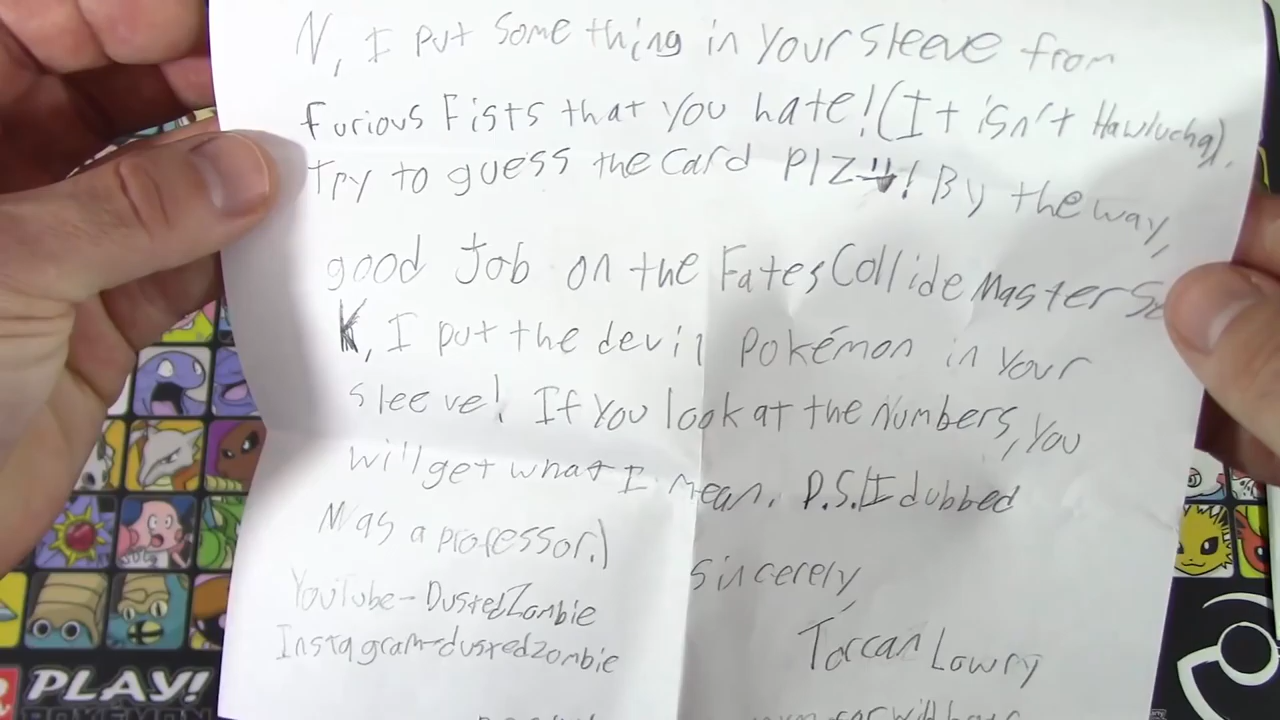 N, I put something in your sleeve from
Furious Fists that you hate! (It isn't Hawlucha).
Try to guess the card PlZ! By the way,
good Job on the Fates Collide Master Se
K, I put the devil Pokémon in your
sleeve! If you look at the numbers, you
will get what I mean. P.S. (I dubbed
N as a professor.)
Sincerely,
YouTube-DustedZombie
Instagram-dustedzombie
Torcan Lowry
PLAY!
POKÉMON